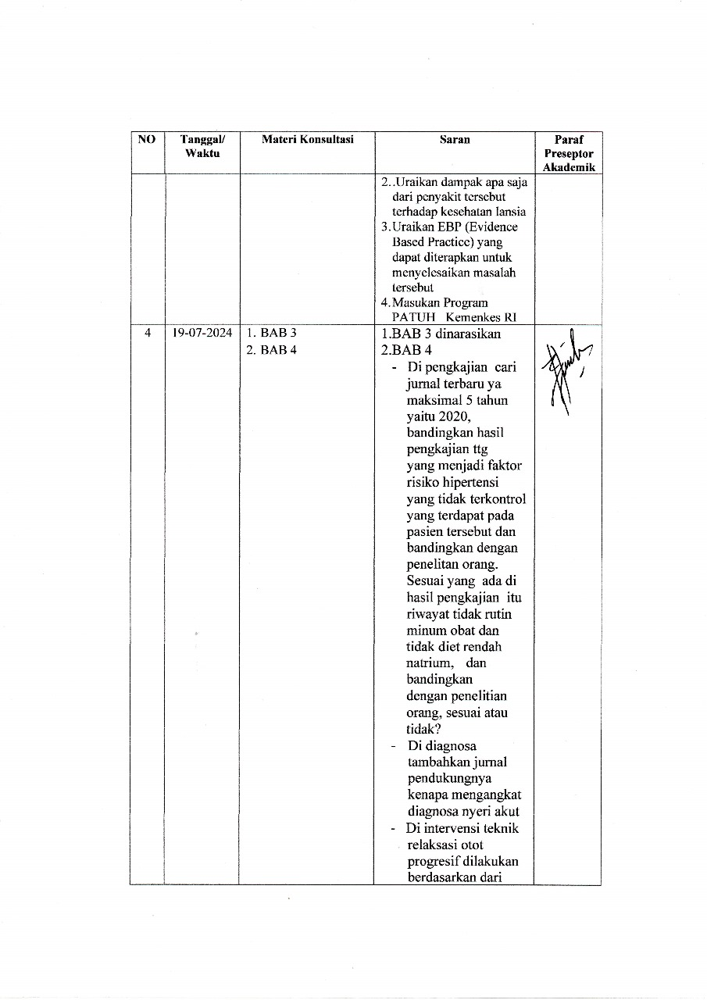 NO Tanggal/ Materi Konsultasi Saran Paraf
Waktu Preseptor
Akademik
2. .Uraikan dampak apa saja
dari penyakit tersebut
terhadap kesehatan lansia
3.Uraikan EBP (Evidence
Based Practice) yang
dapat diterapkan untuk
menyelesaikan masalah
tersebut
4.Masukan Program
PATUH Kemenkes RI
4 19-07-2024 1. BAB 3 1.BAB 3 dinarasikan
2. BAB 4 2.BAB 4
- Di pengkajian cari
jurnal terbaru ya
maksimal 5 tahun
yaitu 2020,
bandingkan hasil
pengkajian ttg
yang menjadi faktor
risiko hipertensi
yang tidak terkontrol
yang terdapat pada
pasien tersebut dan
bandingkan dengan
penelitan orang.
Sesuai yang ada di
hasil pengkajian itu
riwayat tidak rutin
minum obat dan
tidak diet rendah
natrium, dan
bandingkan
dengan penelitian
orang, sesuai atau
tidak?
- Di diagnosa
tambahkan jurnal
pendukungnya
kenapa mengangkat
diagnosa nyeri akut
- Di intervensi teknik
relaksasi otot
progresif dilakukan
berdasarkan dari